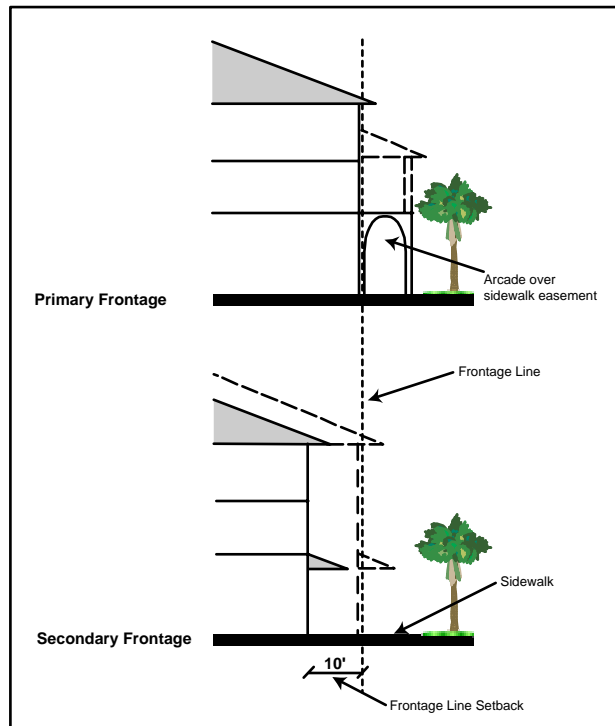 Arcade over
sidewalk easement
Primary Frontage
Frontage Line
Sidewalk
Secondary Frontage
10'
Frontage Line Setback